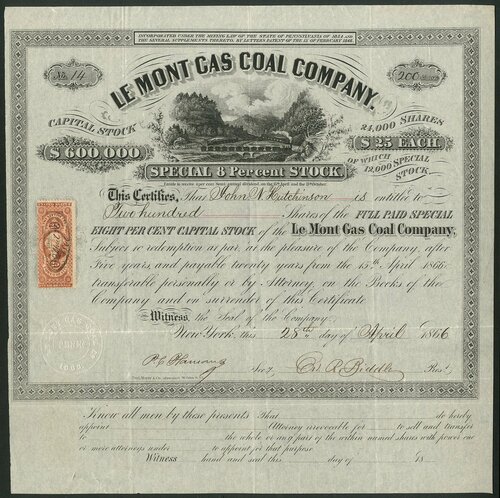 INCORPORATED UNDER THE MINING LAW OF THE STATE OF PENNSYLVANIA OF 1854 AND
THE GENERAL SUPPLEMENTS THERETO, BY LETTERS PATENT OF THE 15TH FEBRUARY 1866.
No. 14
200 Shares
LE MONT GAS COAL COMPANY.
CAPITAL STOCK
$600000
24,000 SHARES
$25 EACH
OF WHICH
12,000 SPECIAL
STOCK
SPECIAL 8 Percent STOCK
This Certifies, That John N Hutchinson is entitled to
Two hundred Shares of the FULL PAID SPECIAL
EIGHT PER CENT CAPITAL STOCK of the Le Mont Gas Coal Company,
Subject to redemption at par, at the pleasure of the Company, after
Five years, and payable twenty years from the 15th April 1866
transferable personally or by Attorney, on the Books of the
Company and on surrender of this Certificate
Witness, the Seal of the Company.
New York, this 28th day of April 1866
Secy.
Biddle Prest.
Know all men by these presents That do hereby
appoint Attorney irrevocable for to sell and transfer
to the whole or any part of the within named shares with power one
or more attorneys under to appoint for that purpose
Witness hand and seal this day of 18